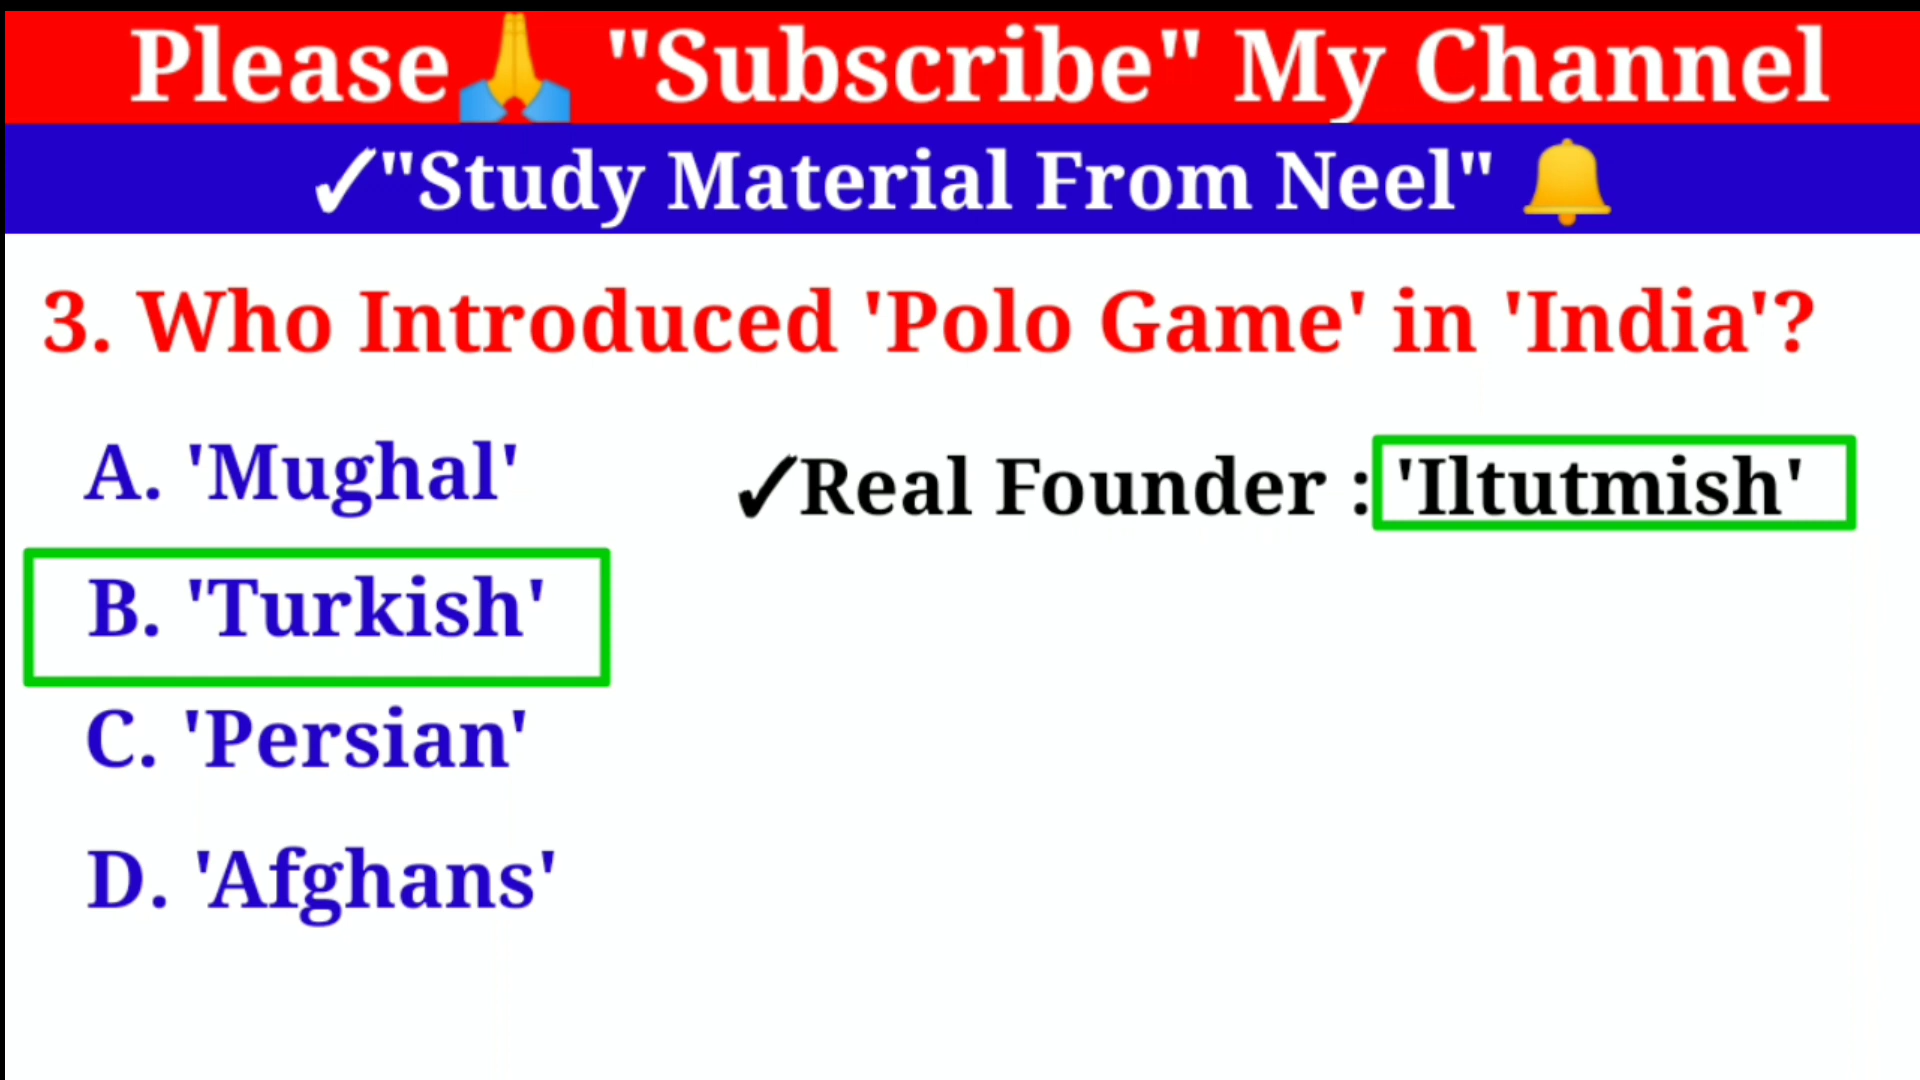 Please🙏 "Subscribe" My Channel
✓"Study Material From Neel" 🔔
3. Who Introduced 'Polo Game' in 'India'?
A. 'Mughal'
✓Real Founder : 'Iltutmish'
B. 'Turkish'
C. 'Persian'
D. 'Afghans'